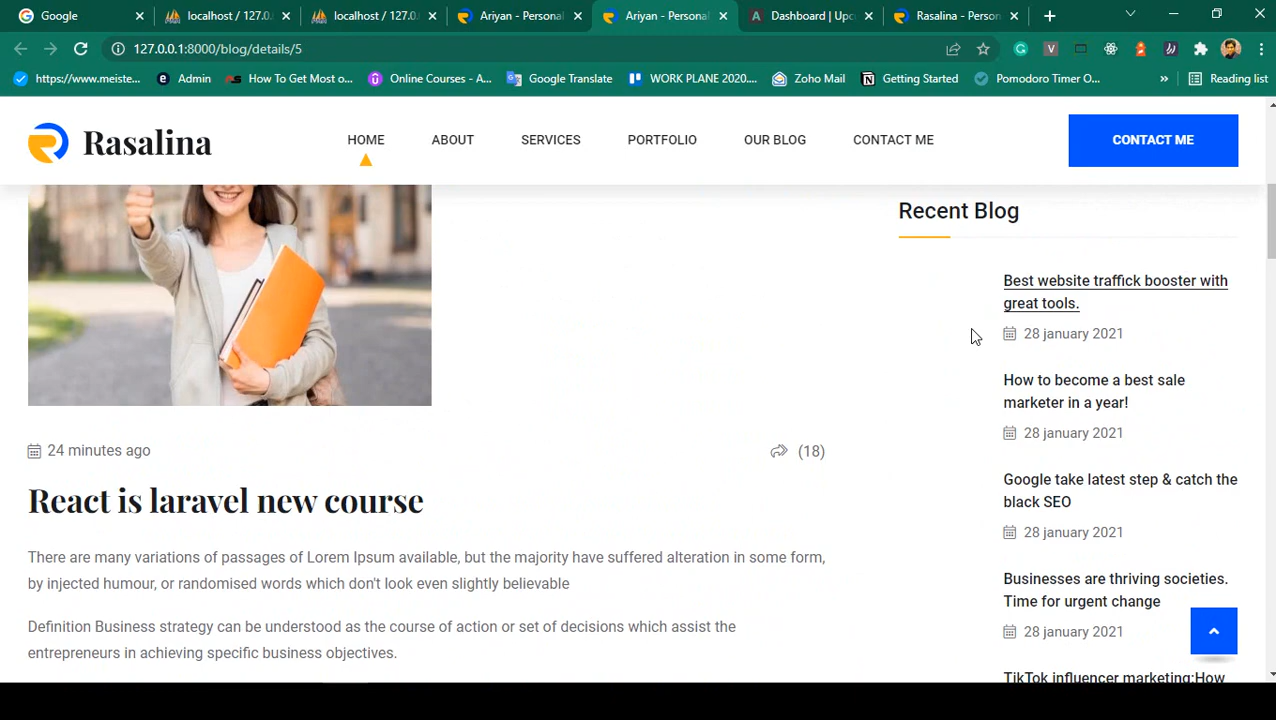 Google
localhost / 127.0.
localhost / 127.0.
Ariyan - Personal
Ariyan - Personal
Dashboard | Upc
Rasalina - Person
127.0.0.1:8000/blog/details/5
https://www.meiste...
Admin
How To Get Most o...
Online Courses - A...
Google Translate
WORK PLANE 2020....
Zoho Mail
Getting Started
Pomodoro Timer O...
»
Reading list
Rasalina
HOME
ABOUT
SERVICES
PORTFOLIO
OUR BLOG
CONTACT ME
CONTACT ME
24 minutes ago
(18)
React is laravel new course
There are many variations of passages of Lorem Ipsum available, but the majority have suffered alteration in some form,
by injected humour, or randomised words which don't look even slightly believable
Definition Business strategy can be understood as the course of action or set of decisions which assist the
entrepreneurs in achieving specific business objectives.
Recent Blog
Best website traffick booster with
great tools.
28 january 2021
How to become a best sale
marketer in a year!
28 january 2021
Google take latest step & catch the
black SEO
28 january 2021
Businesses are thriving societies.
Time for urgent change
28 january 2021
TikTok influencer marketing:How